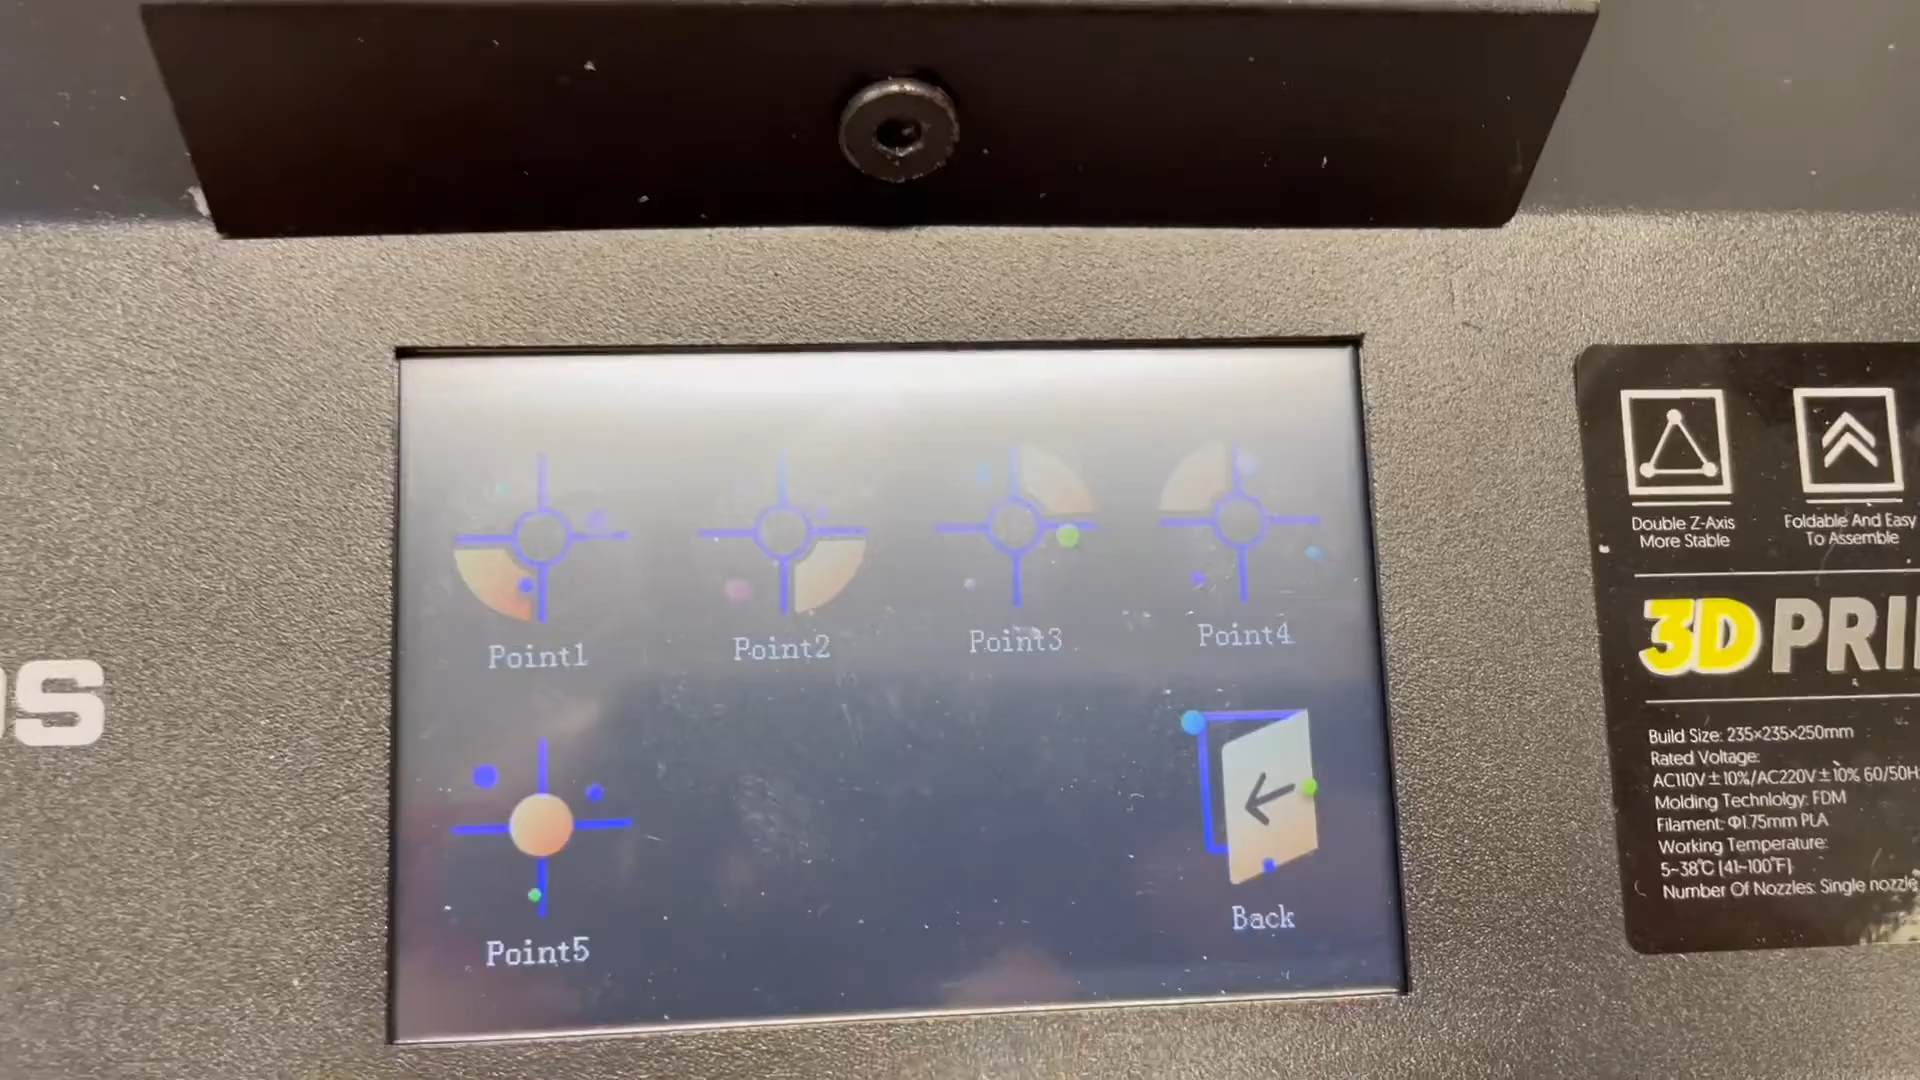 Point1 Point2 Point3 Point4
Point5 Back
Double Z-Axis
More Stable
Foldable And Easy
To Assemble
3D
Build Size: 235×235×250mm
Rated Voltage:
AC110V±10%/AC220V±10% 60/50H
Molding Technlolgy: FDM
Filament: Φ1.75mm PLA
Working Temperature:
5~38℃ (41~100℉)
Number Of Nozzles: Single nozzle